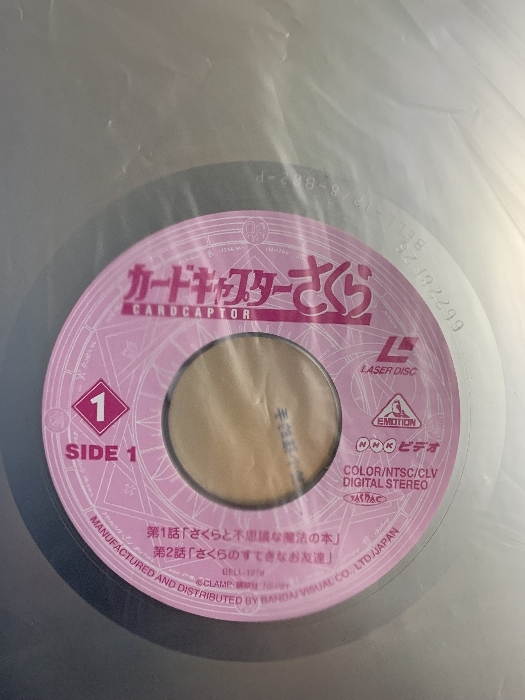 カードキャプターさくら
CARDCAPTOR
LASER DISC
1
SIDE 1
EMOTION
NHKビデオ
COLOR/NTSC/CLV
DIGITAL STEREO
第1話「さくらと不思議な魔法の本」
第2話「さくらのすてきなお友達」
BELL-1278
MANUFACTURED AND DISTRIBUTED BY BANDAI VISUAL CO., LTD./JAPAN